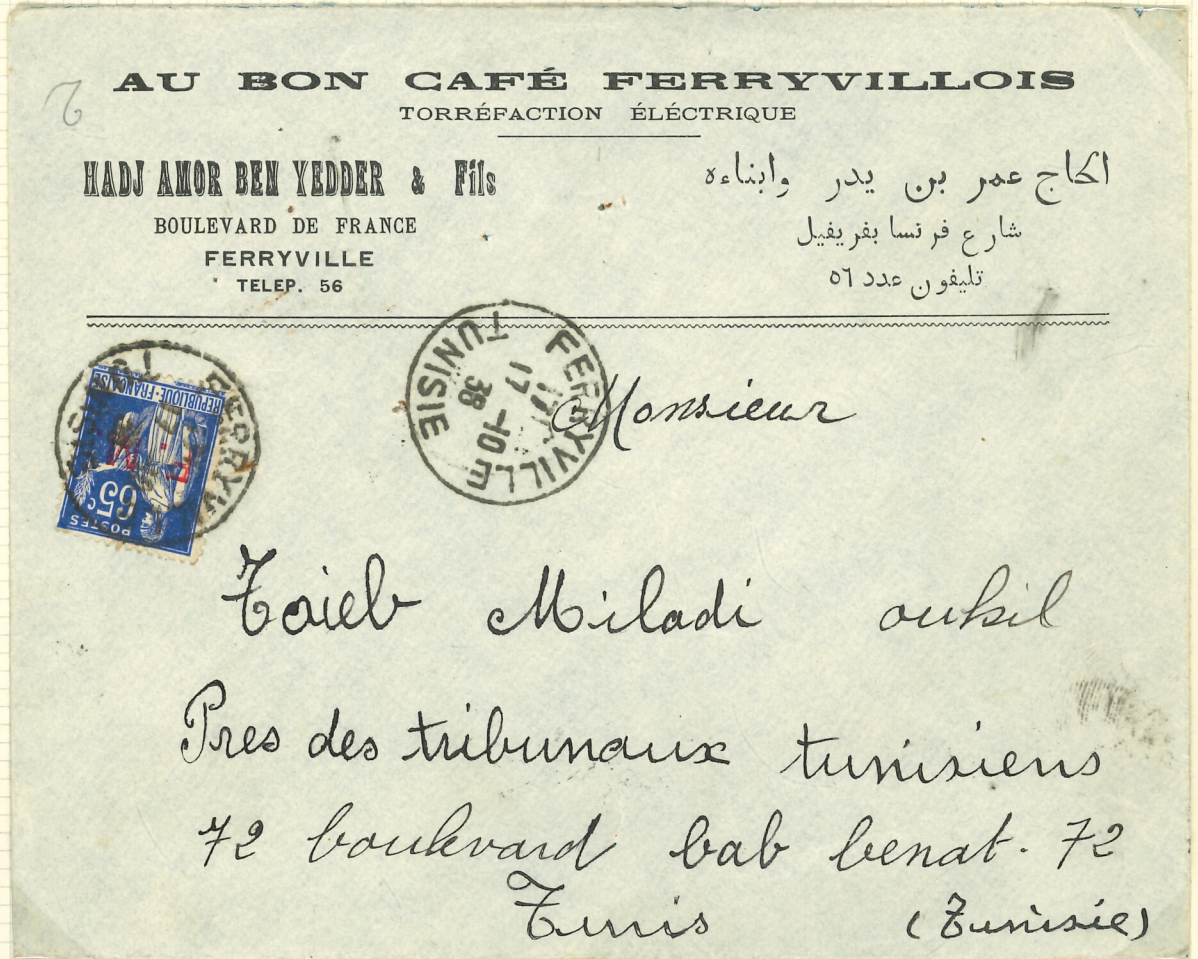 AU BON CAFÉ FERRYVILLOIS
TORRÉFACTION ÉLÉCTRIQUE
HADJ AMOR BEN YEDDER & Fils
BOULEVARD DE FRANCE
FERRYVILLE
TELEP. 56
الحاج عمر بن يدر وابناءه
شارع فرنسا بفريفيل
تليفون عدد ٥٦
FERRYVILLE
TUNISIE
17-10
38
REPUBLIQUE·FRANÇAISE
F. M
65c
POSTES
Monsieur
Taieb Miladi oukil
Pres des tribunaux tunisiens
72 boulevard bab benat. 72
Tunis (Tunisie)